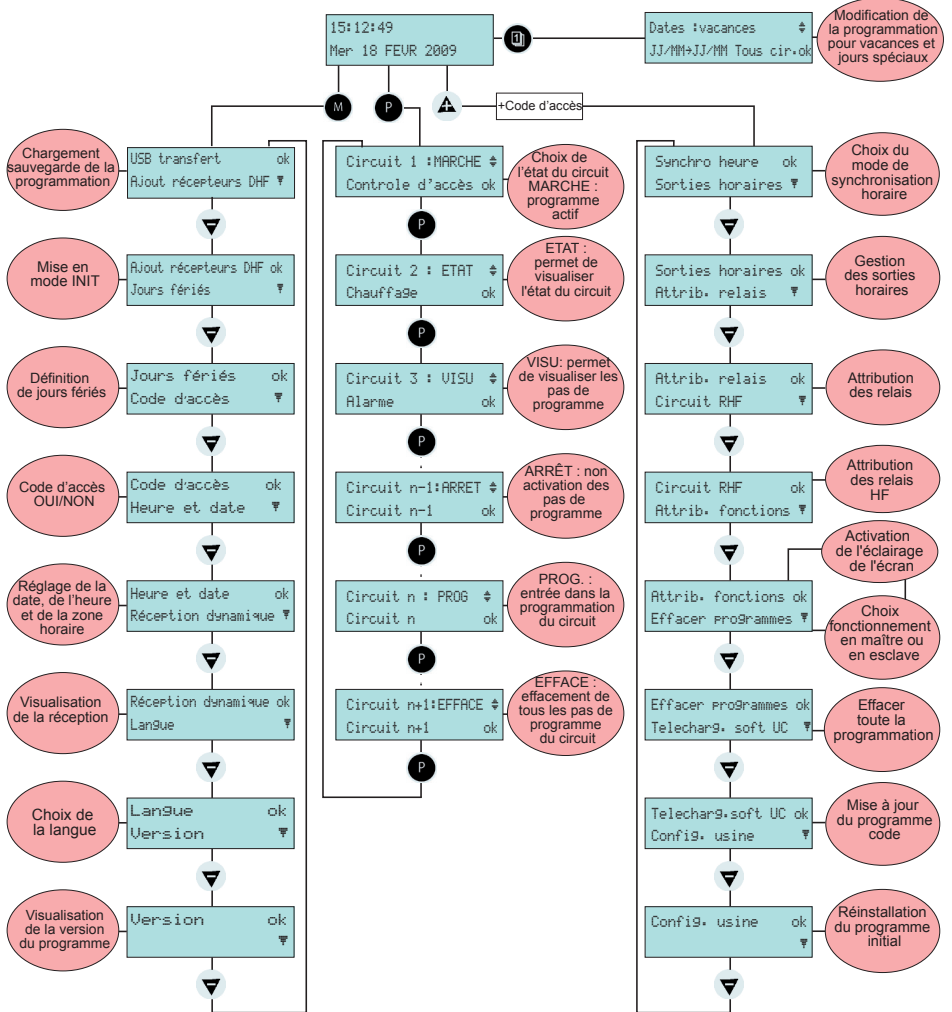 15:12:49
Mer 18 FEUR 2009
1
Dates :vacances
JJ/MM→JJ/MM Tous cir.ok
Modification de
la programmation
pour vacances et
jours spéciaux
M
P
+
+Code d'accès
Chargement
sauvegarde de la
programmation
USB transfert ok
Ajout récepteurs DHF
Mise en
mode INIT
Ajout récepteurs DHF ok
Jours fériés
Définition
de jours fériés
Jours fériés ok
Code d'accès
Code d'accès
OUI/NON
Code d'accès ok
Heure et date
Réglage de la
date, de l'heure
et de la zone
horaire
Heure et date ok
Réception dynamique
Visualisation
de la réception
Réception dynamique ok
Langue
Choix de
la langue
Langue ok
Version
Visualisation
de la version
du programme
Version ok
Circuit 1 :MARCHE
Controle d'accès ok
Choix de
l'état du circuit
MARCHE :
programme
actif
P
Circuit 2 : ETAT
Chauffage ok
ETAT :
permet de
visualiser
l'état du circuit
P
Circuit 3 : VISU
Alarme ok
VISU: permet
de visualiser les
pas de
programme
P
Circuit n-1:ARRET
Circuit n-1 ok
ARRÊT : non
activation des
pas de
programme
P
Circuit n : PROG
Circuit n ok
PROG. :
entrée dans la
programmation
du circuit
P
Circuit n+1:EFFACE
Circuit n+1 ok
EFFACE :
effacement de
tous les pas de
programme
du circuit
P
Synchro heure ok
Sorties horaires
Choix du
mode de
synchronisation
horaire
Sorties horaires ok
Attrib. relais
Gestion
des sorties
horaires
Attrib. relais ok
Circuit RHF
Attribution
des relais
Circuit RHF ok
Attrib. fonctions
Attribution
des relais
HF
Attrib. fonctions ok
Effacer programmes
Activation
de l'éclairage
de l'écran
Choix
fonctionnement
en maître ou
en esclave
Effacer programmes ok
Telecharg. soft UC
Effacer
toute la
programmation
Telecharg.soft UC ok
Config. usine
Mise à jour
du programme
code
Config. usine ok
Réinstallation
du programme
initial